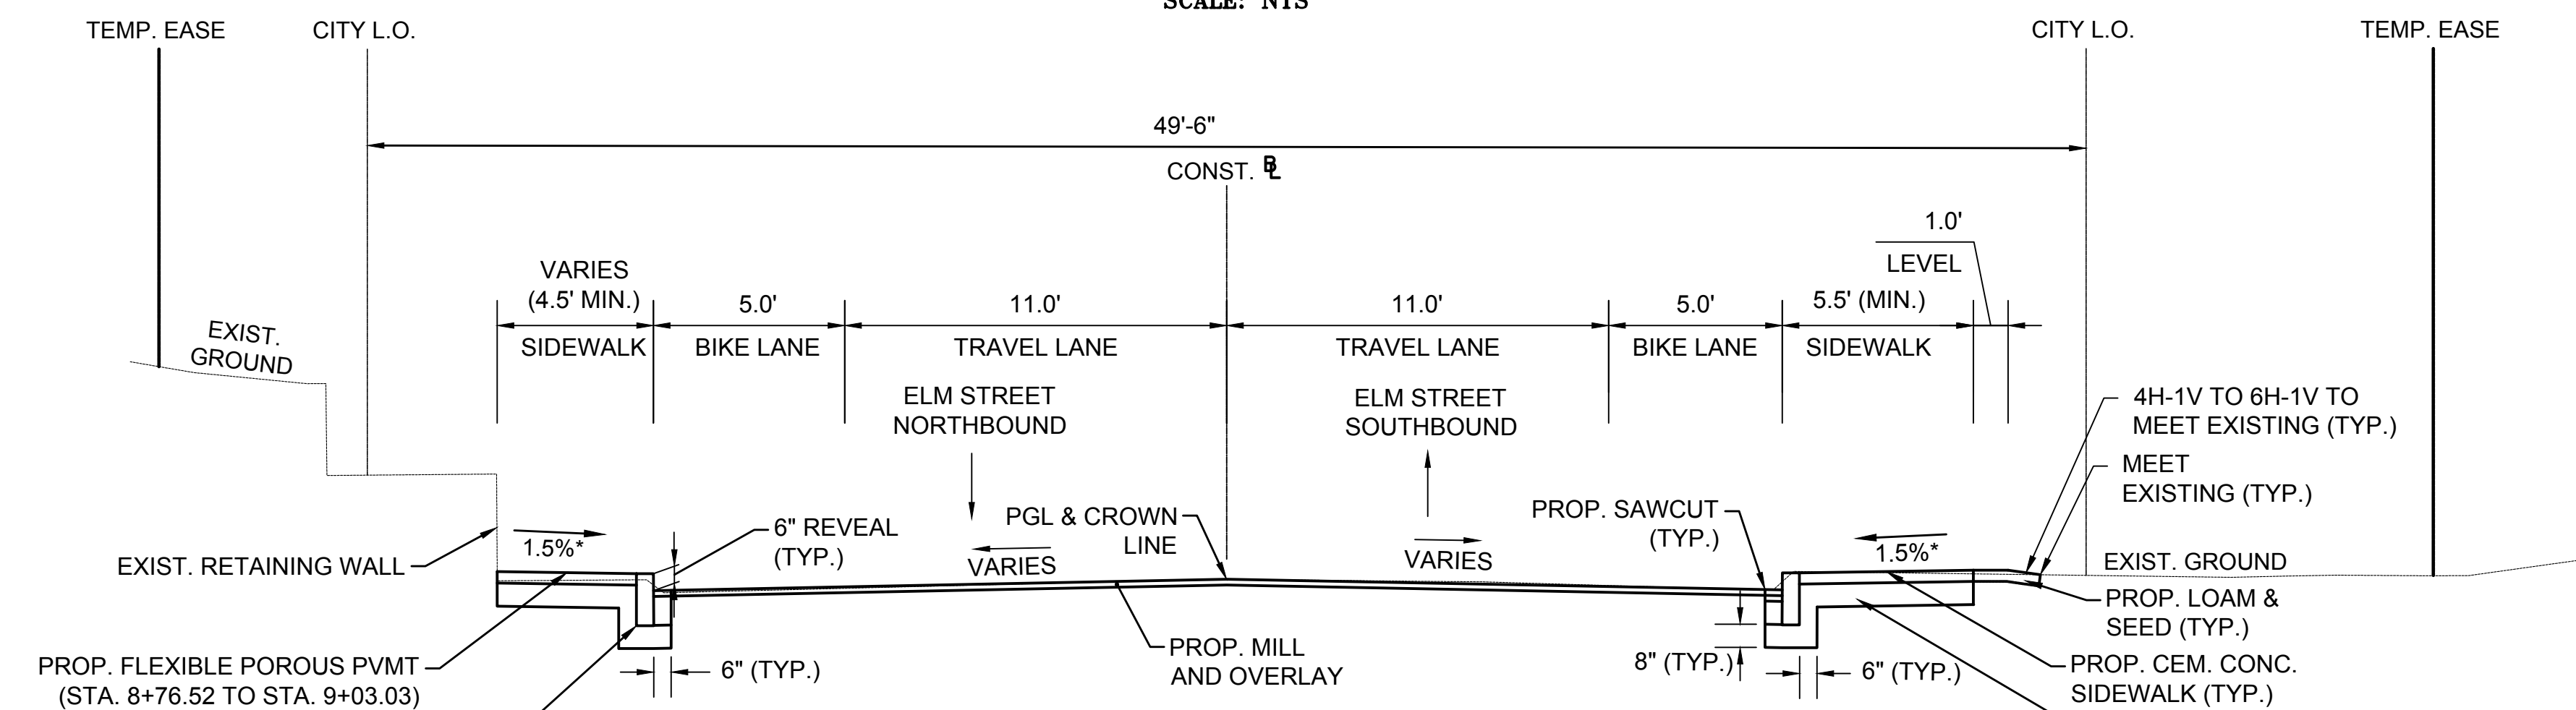 SCALE: NTS
TEMP. EASE
CITY L.O.
CITY L.O.
TEMP. EASE
49'-6"
CONST. BL
1.0'
LEVEL
VARIES
(4.5' MIN.)
5.0'
11.0'
11.0'
5.0'
5.5' (MIN.)
SIDEWALK
BIKE LANE
TRAVEL LANE
TRAVEL LANE
BIKE LANE
SIDEWALK
EXIST.
GROUND
ELM STREET
NORTHBOUND
ELM STREET
SOUTHBOUND
4H-1V TO 6H-1V TO
MEET EXISTING (TYP.)
MEET
EXISTING (TYP.)
EXIST. RETAINING WALL
1.5%*
6" REVEAL
(TYP.)
VARIES
PGL & CROWN
LINE
VARIES
PROP. SAWCUT
(TYP.)
1.5%*
EXIST. GROUND
PROP. LOAM &
SEED (TYP.)
PROP. FLEXIBLE POROUS PVMT
(STA. 8+76.52 TO STA. 9+03.03)
6" (TYP.)
PROP. MILL
AND OVERLAY
8" (TYP.)
6" (TYP.)
PROP. CEM. CONC.
SIDEWALK (TYP.)